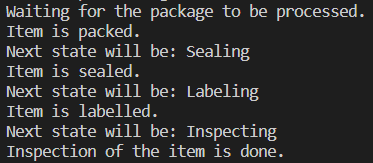 Waiting for the package to be processed.
Item is packed.
Next state will be: Sealing
Item is sealed.
Next state will be: Labeling
Item is labelled.
Next state will be: Inspecting
Inspection of the item is done.